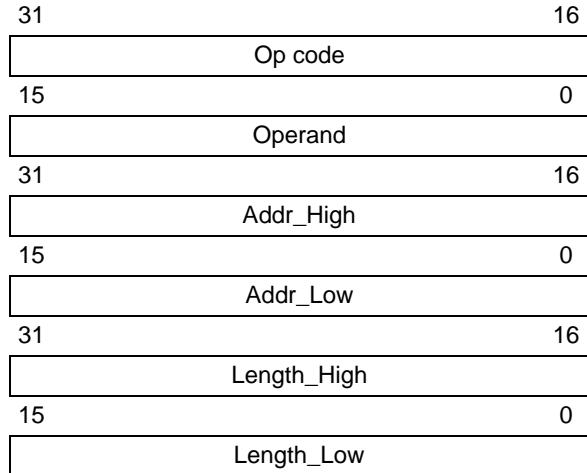 31 16
Op code
15 0
Operand
31 16
Addr_High
15 0
Addr_Low
31 16
Length_High
15 0
Length_Low